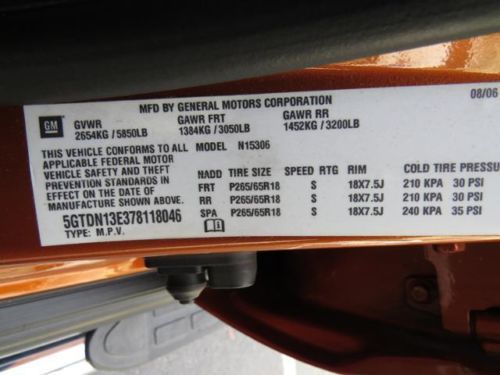 MFD BY GENERAL MOTORS CORPORATION 08/06
GM GVWR GAWR FRT GAWR RR
2654KG / 5850LB 1384KG / 3050LB 1452KG / 3200LB
THIS VEHICLE CONFORMS TO ALL
APPLICABLE FEDERAL MOTOR
VEHICLE SAFETY AND THEFT
PREVENTION STANDARDS IN
EFFECT ON THE DATE OF
MANUFACTURE SHOWN ABOVE.
5GTDN13E378118046
TYPE: M.P.V.
MODEL N15306
TIRE SIZE SPEED RTG RIM COLD TIRE PRESSU
FRT P265/65R18 S 18X7.5J 210 KPA 30 PSI
RR P265/65R18 S 18X7.5J 210 KPA 30 PSI
SPA P265/65R18 S 18X7.5J 240 KPA 35 PSI